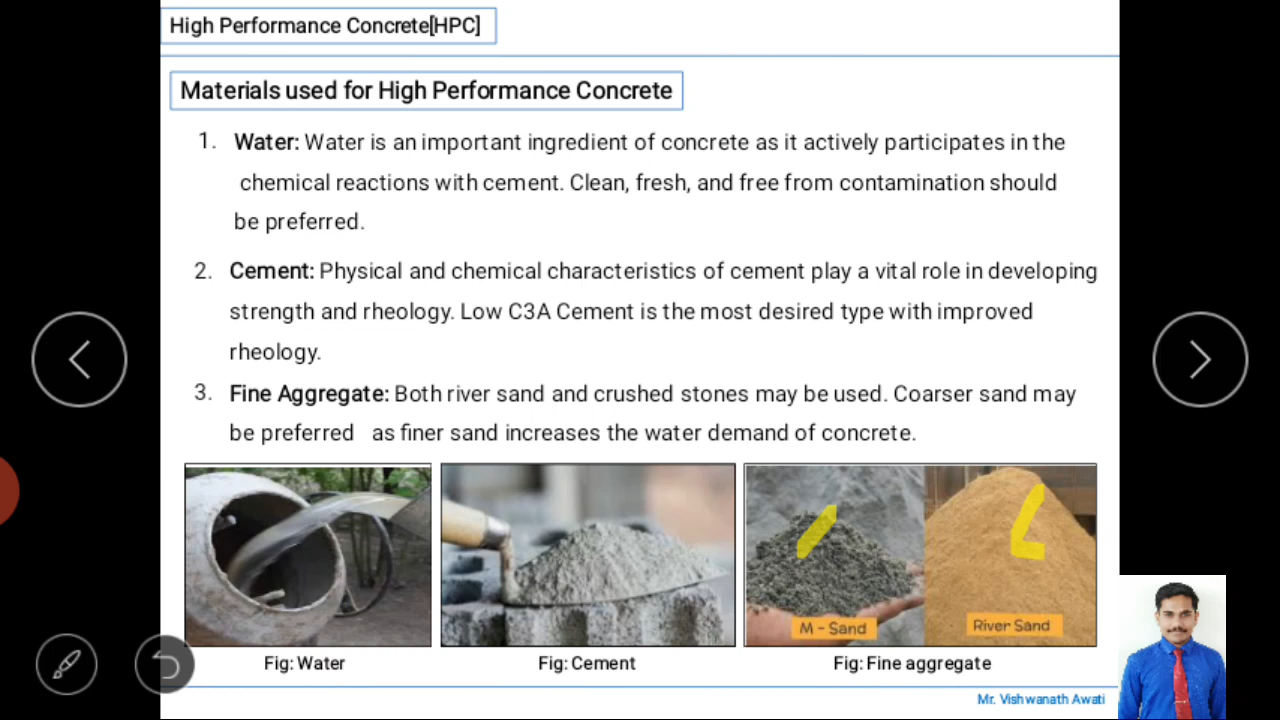 High Performance Concrete[HPC]
Materials used for High Performance Concrete
1. Water: Water is an important ingredient of concrete as it actively participates in the
chemical reactions with cement. Clean, fresh, and free from contamination should
be preferred.
2. Cement: Physical and chemical characteristics of cement play a vital role in developing
strength and rheology. Low C3A Cement is the most desired type with improved
rheology.
3. Fine Aggregate: Both river sand and crushed stones may be used. Coarser sand may
be preferred as finer sand increases the water demand of concrete.
M - Sand
River Sand
Fig: Water
Fig: Cement
Fig: Fine aggregate
Mr. Vishwanath Awati